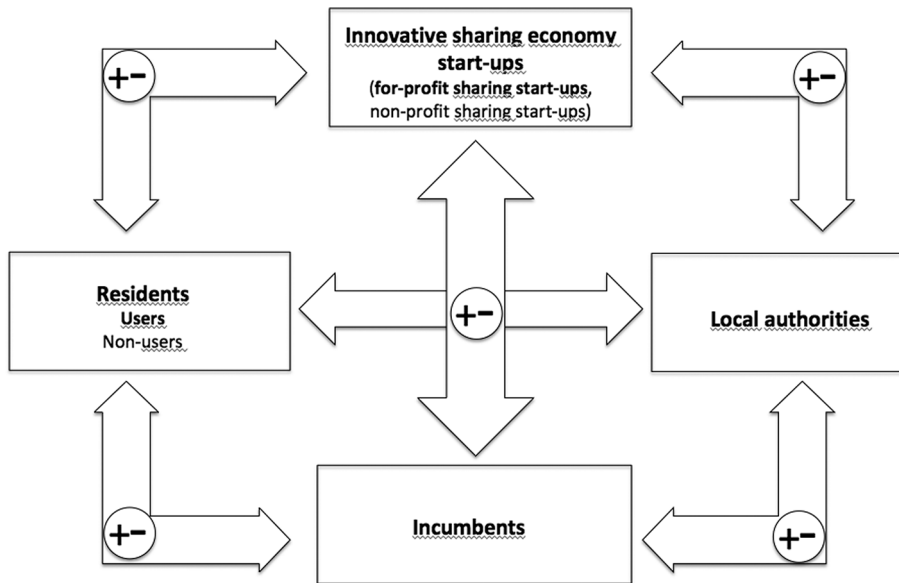 Innovative sharing economy
start-ups
(for-profit sharing start-ups,
non-profit sharing start-ups)
+-
+-
Residents
Users
Non-users
+-
Local authorities
+-
Incumbents
+-